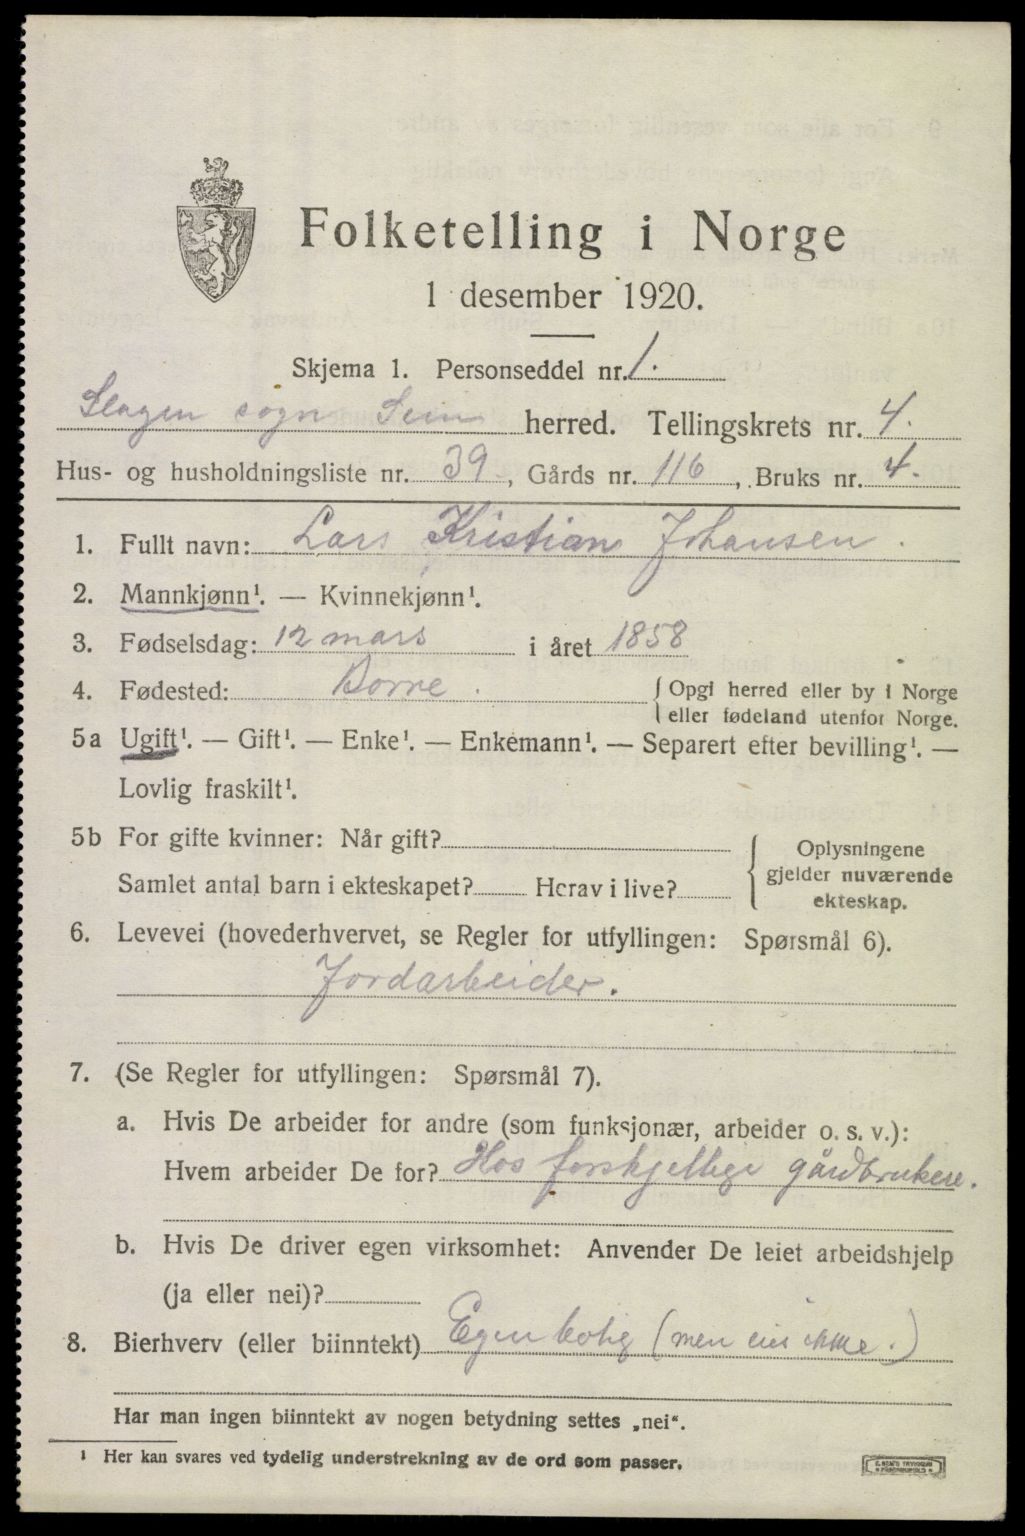 Folketelling i Norge
1 desember 1920.
Skjema 1. Personseddel nr. 1.
Slagen sogn Sem herred. Tellingskrets nr. 4.
Hus- og husholdningsliste nr. 39, Gårds nr. 116, Bruks nr. 4.
1. Fullt navn: Lars Kristian Johansen.
2. Mannkjønn¹. — Kvinnekjønn¹.
3. Fødselsdag: 12 mars i året 1858
4. Fødested: Borre. { Opgi herred eller by i Norge
eller fødeland utenfor Norge.
5a Ugift¹. — Gift¹. — Enke¹. — Enkemann¹. — Separert efter bevilling¹. —
Lovlig fraskilt¹.
5b For gifte kvinner: Når gift?
Samlet antal barn i ekteskapet? Herav i live?
{ Oplysningene
gjelder nuværende
ekteskap.
6. Levevei (hovederhvervet, se Regler for utfyllingen: Spørsmål 6).
Jordarbeider.
7. (Se Regler for utfyllingen: Spørsmål 7).
a. Hvis De arbeider for andre (som funksjonær, arbeider o. s. v.):
Hvem arbeider De for? Hos forskjellige gårdbrukere.
b. Hvis De driver egen virksomhet: Anvender De leiet arbeidshjelp
(ja eller nei)?
8. Bierhverv (eller biinntekt) Egen bolig (men eier ikke.)
Har man ingen biinntekt av nogen betydning settes „nei“.
¹ Her kan svares ved tydelig understrekning av de ord som passer.